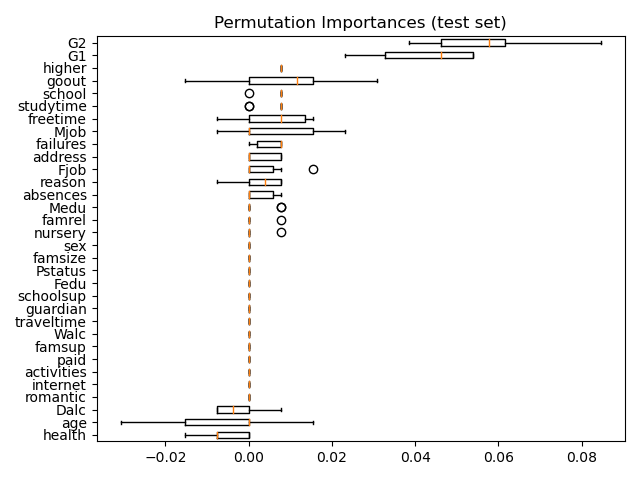 Permutation Importances (test set)
G2
G1
higher
goout
school
studytime
freetime
Mjob
failures
address
Fjob
reason
absences
Medu
famrel
nursery
sex
famsize
Pstatus
Fedu
schoolsup
guardian
traveltime
Walc
famsup
paid
activities
internet
romantic
Dalc
age
health
−0.02 0.00 0.02 0.04 0.06 0.08